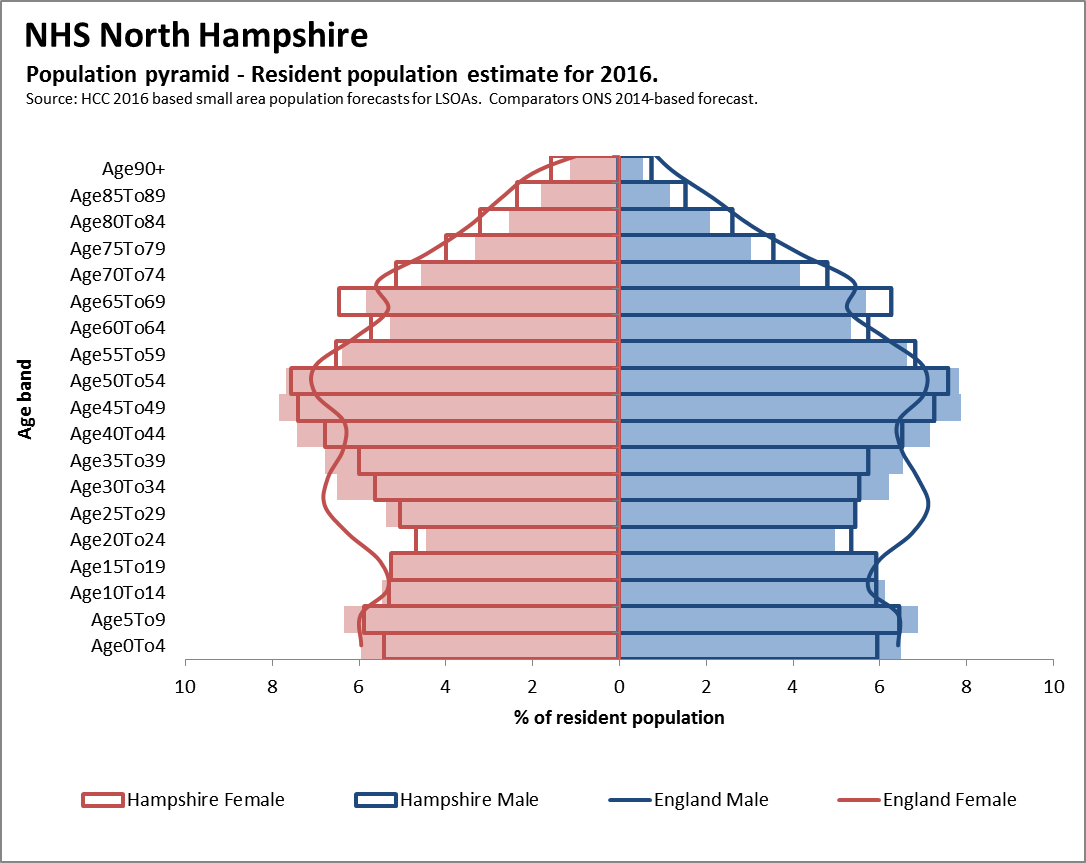 NHS North Hampshire
Population pyramid - Resident population estimate for 2016.
Source: HCC 2016 based small area population forecasts for LSOAs. Comparators ONS 2014-based forecast.
Age90+
Age85To89
Age80To84
Age75To79
Age70To74
Age65To69
Age60To64
Age55To59
Age50To54
Age45To49
Age40To44
Age35To39
Age30To34
Age25To29
Age20To24
Age15To19
Age10To14
Age5To9
Age0To4
Age band
10 8 6 4 2 0 2 4 6 8 10
% of resident population
Hampshire Female Hampshire Male England Male England Female